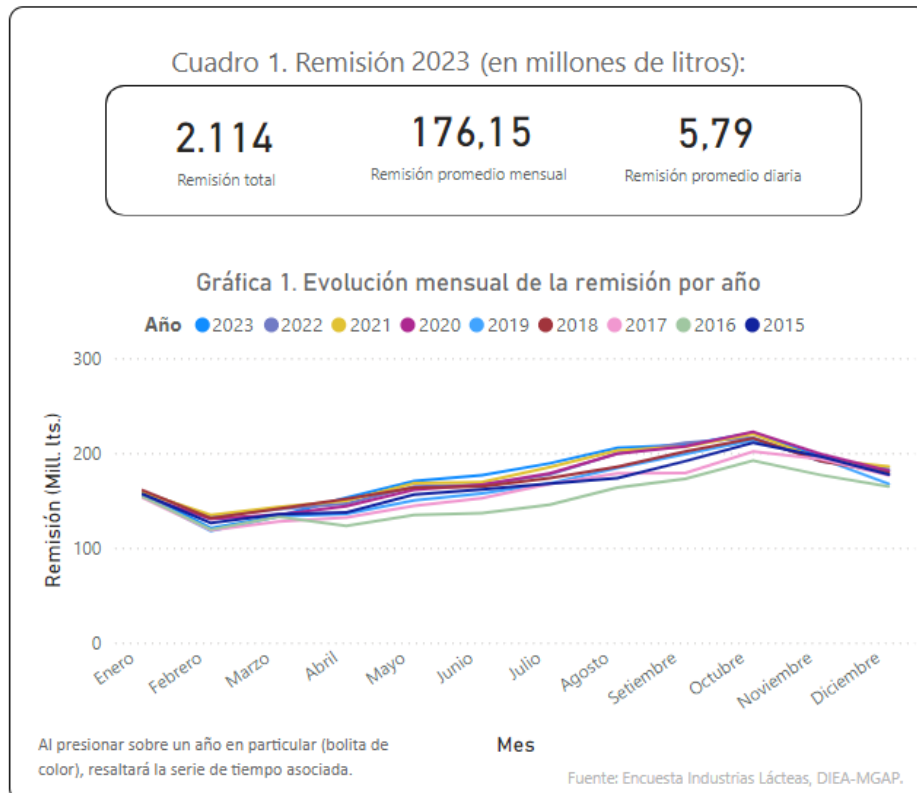 Cuadro 1. Remisión 2023 (en millones de litros):
2.114
176,15
5,79
Remisión total
Remisión promedio mensual
Remisión promedio diaria
Gráfica 1. Evolución mensual de la remisión por año
Año 2023 2022 2021 2020 2019 2018 2017 2016 2015
Remisión (Mill. lts.)
300
200
100
0
Enero
Febrero
Marzo
Abril
Mayo
Junio
Julio
Agosto
Setiembre
Octubre
Noviembre
Diciembre
Mes
Al presionar sobre un año en particular (bolita de
color), resaltará la serie de tiempo asociada.
Fuente: Encuesta Industrias Lácteas, DIEA-MGAP.